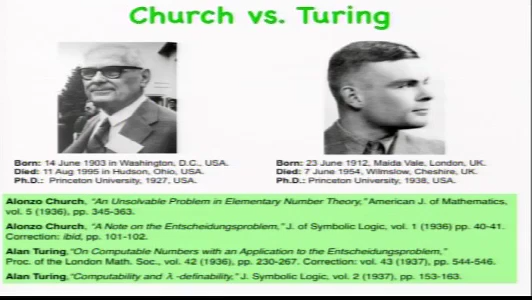 Church vs. Turing
Born: 14 June 1903 in Washington, D.C., USA.
Died: 11 Aug 1995 in Hudson, Ohio, USA.
Ph.D.: Princeton University, 1927, USA.
Born: 23 June 1912, Maida Vale, London, UK.
Died: 7 June 1954, Wilmslow, Cheshire, UK.
Ph.D.: Princeton University, 1938, USA.
Alonzo Church, "An Unsolvable Problem in Elementary Number Theory," American J. of Mathematics,
vol. 5 (1936), pp. 345-363.
Alonzo Church, "A Note on the Entscheidungsproblem," J. of Symbolic Logic, vol. 1 (1936) pp. 40-41.
Correction: ibid, pp. 101-102.
Alan Turing, "On Computable Numbers with an Application to the Entscheidungsproblem,"
Proc. of the London Math. Soc., vol. 42 (1936), pp. 230-267. Correction: vol. 43 (1937), pp. 544-546.
Alan Turing, "Computability and λ -definability," J. Symbolic Logic, vol. 2 (1937), pp. 153-163.